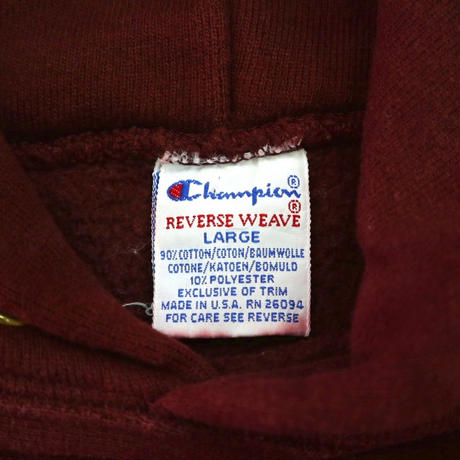 Champion®
REVERSE WEAVE®
LARGE
90% COTTON/COTON/BAUMWOLLE
COTONE/KATOEN/BOMULD
10% POLYESTER
EXCLUSIVE OF TRIM
MADE IN U.S.A. RN 26094
FOR CARE SEE REVERSE